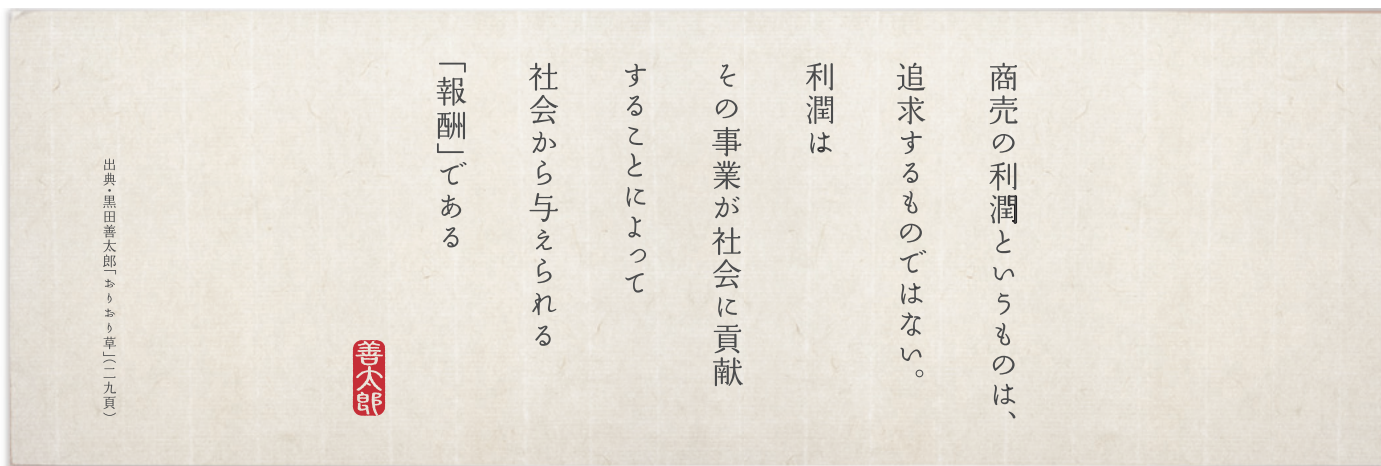 商売の利潤というものは、
追求するものではない。
利潤は
その事業が社会に貢献
することによって
社会から与えられる
「報酬」である
善太郎
出典・黒田善太郎「おりおり草」（二九頁）